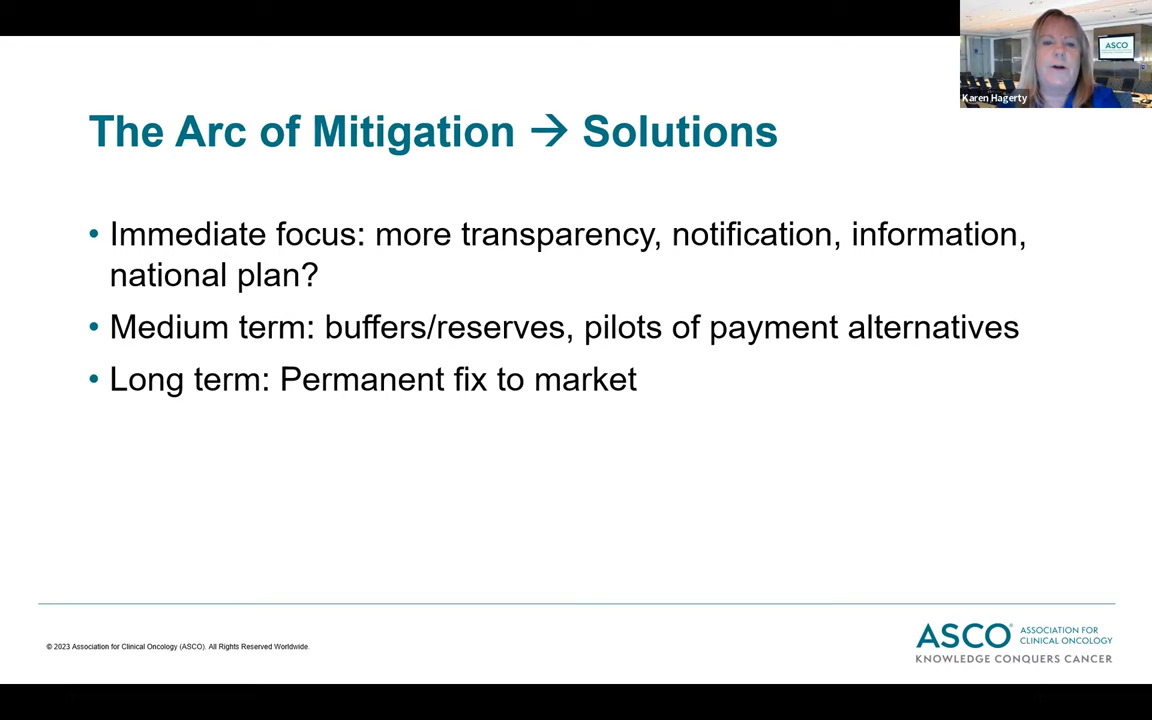 ASCO
Karen Hagerty
The Arc of Mitigation → Solutions
• Immediate focus: more transparency, notification, information,
national plan?
• Medium term: buffers/reserves, pilots of payment alternatives
• Long term: Permanent fix to market
© 2023 Association for Clinical Oncology (ASCO). All Rights Reserved Worldwide.
ASCO® ASSOCIATION FOR
CLINICAL ONCOLOGY
KNOWLEDGE CONQUERS CANCER